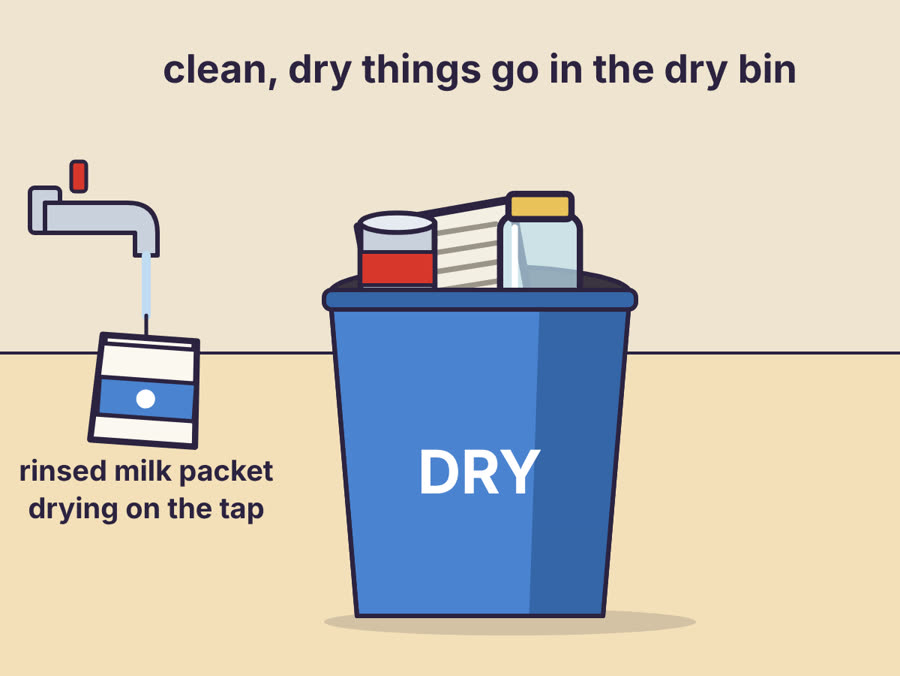 clean, dry things go in the dry bin
DRY
rinsed milk packet
drying on the tap